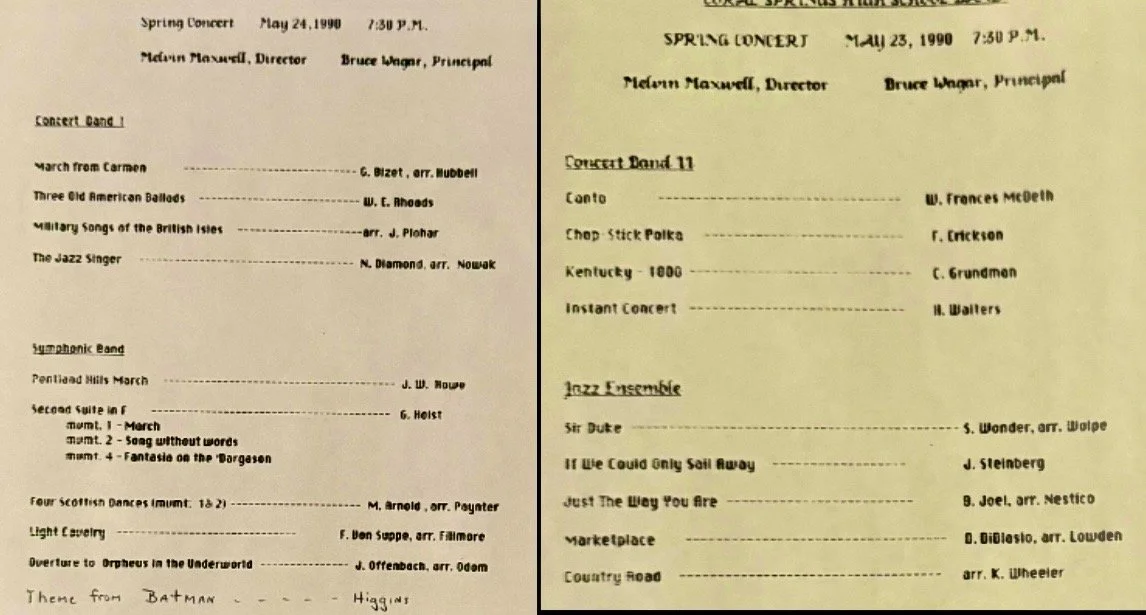 Spring Concert May 24,1990 7:30 P.M.
Melvin Maxwell, Director Bruce Wagar, Principal
Concert Band 1
March from Carmen ---------------------- G. Bizet , arr. Hubbell
Three Old American Ballads -------------------- W. E. Rhoads
Military Songs of the British Isles ----------------arr. J. Plohar
The Jazz Singer --------------------------- N. Diamond, arr. Nowak
Symphonic Band
Pentland Hills March ----------------------------- J. W. Howe
Second Suite in F ------------------------------ G. Holst
mvmt. 1 - March
mvmt. 2 - Song without words
mvmt. 4 - Fantasia on the 'Dargason
Four Scottish Dances (mvmt. 1&2) ----------------- M. Arnold , arr. Paynter
Light Cavalry ----------------------- F. Von Suppe, arr. Fillmore
Overture to Orpheus in the Underworld ----------- J. Offenbach, arr. Odom
Theme from BATMAN - - - - - Higgins
CORAL SPRINGS HIGH SCHOOL BAND
SPRING CONCERT MAY 23, 1990 7:30 P.M.
Melvin Maxwell, Director Bruce Wagar, Principal
Concert Band 11
Canto ----------------------------- W. Frances McBeth
Chop-Stick Polka ------------------------- F. Erickson
Kentucky - 1800 --------------------------- C. Grundman
Instant Concert --------------------------- H. Walters
Jazz Ensemble
Sir Duke ---------------------------------- S. Wonder, arr. Wolpe
If We Could Only Sail Away ---------------- J. Steinberg
Just The Way You Are ---------------------- B. Joel, arr. Nestico
Marketplace ------------------------------ D. DiBlasio, arr. Lowden
Country Road ------------------------------- arr. K. Wheeler